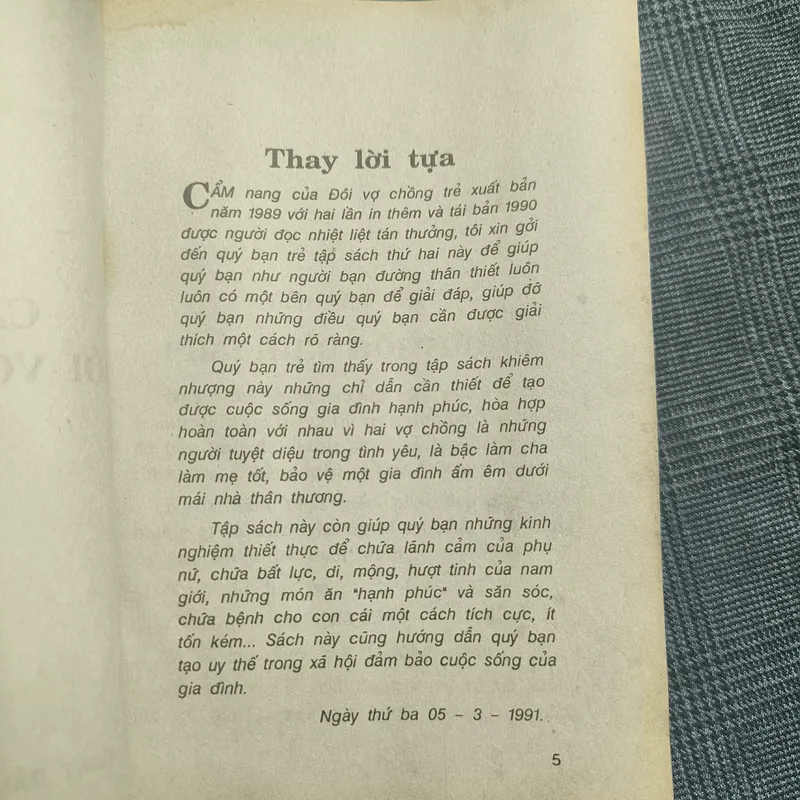 Thay lời tựa
CẨM nang của Đôi vợ chồng trẻ xuất bản
năm 1989 với hai lần in thêm và tái bản 1990
được người đọc nhiệt liệt tán thưởng, tôi xin gởi
đến quý bạn trẻ tập sách thứ hai này để giúp
quý bạn như người bạn đường thân thiết luôn
luôn có một bên quý bạn để giải đáp, giúp đỡ
quý bạn những điều quý bạn cần được giải
thích một cách rõ ràng.
Quý bạn trẻ tìm thấy trong tập sách khiêm
nhượng này những chỉ dẫn cần thiết để tạo
được cuộc sống gia đình hạnh phúc, hòa hợp
hoàn toàn với nhau vì hai vợ chồng là những
người tuyệt diệu trong tình yêu, là bậc làm cha
làm mẹ tốt, bảo vệ một gia đình ấm êm dưới
mái nhà thân thương.
Tập sách này còn giúp quý bạn những kinh
nghiệm thiết thực để chữa lãnh cảm của phụ
nữ, chữa bất lực, di, mộng, hượt tinh của nam
giới, những món ăn "hạnh phúc" và săn sóc,
chữa bệnh cho con cái một cách tích cực, ít
tốn kém... Sách này cũng hướng dẫn quý bạn
tạo uy thế trong xã hội đảm bảo cuộc sống của
gia đình.
Ngày thứ ba 05 - 3 - 1991.
5